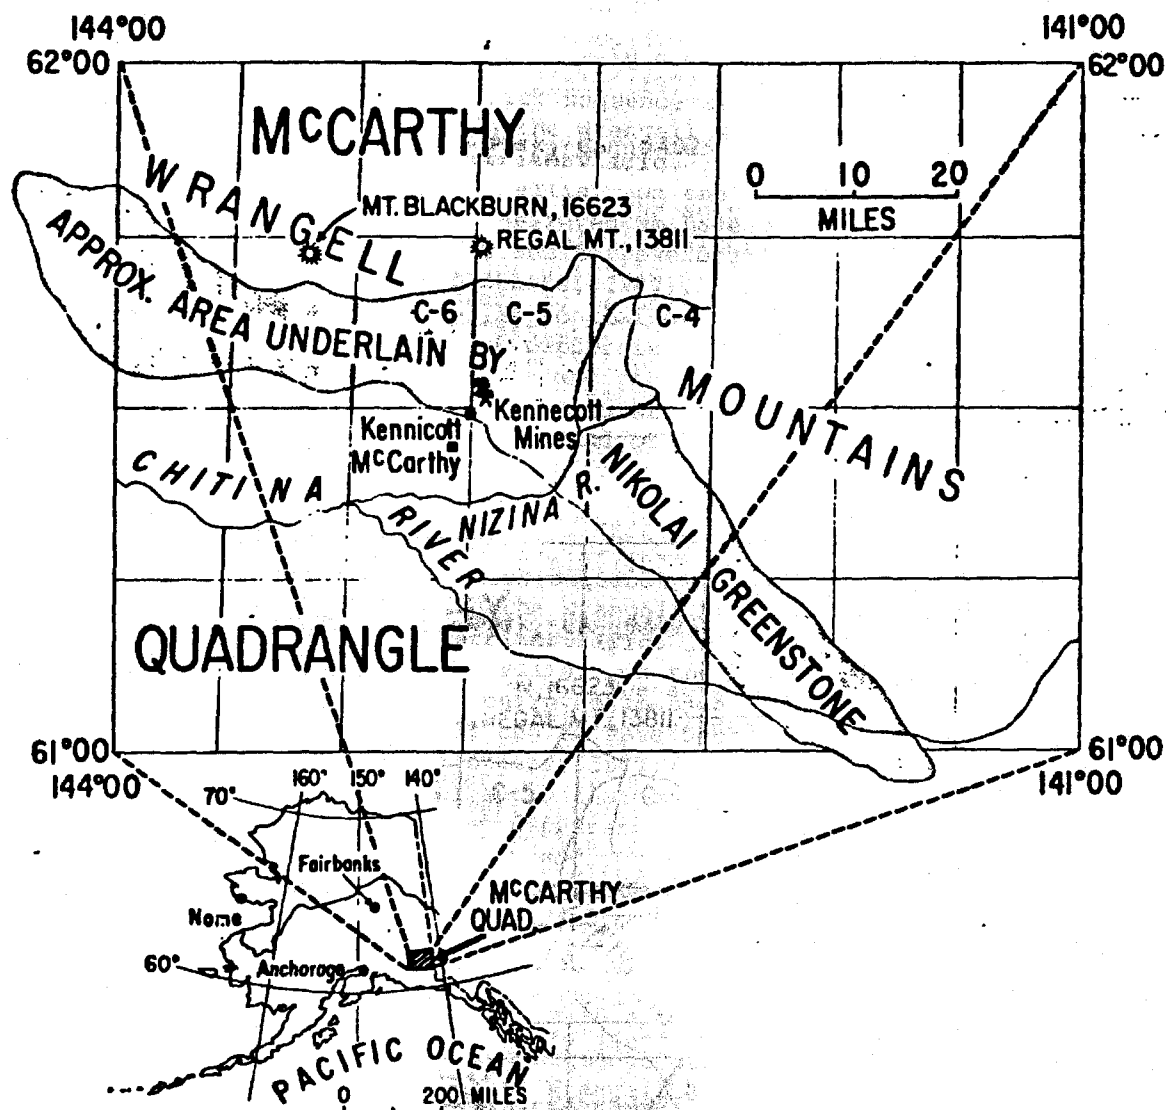 144°00
141°00
62°00
62°00
McCARTHY
WRANGELL
MT. BLACKBURN, 16623
REGAL MT., 13811
0 10 20
MILES
APPROX. AREA UNDERLAIN BY
C-6 C-5 C-4
MOUNTAINS
Kennecott
Mines
Kennicott
McCarthy
CHITINA
RIVER
NIZINA R.
NIKOLAI GREENSTONE
QUADRANGLE
61°00
144°00
61°00
141°00
160° 150° 140°
70°
Fairbanks
McCARTHY
QUAD.
Nome
60°
Anchorage
PACIFIC OCEAN
0 200 MILES